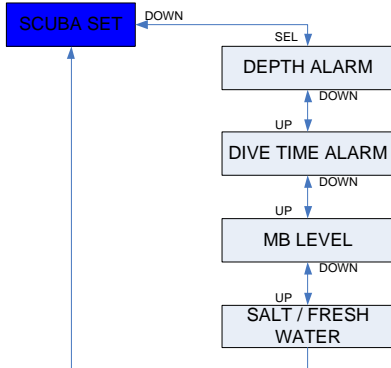 SCUBA SET
DOWN
SEL
DEPTH ALARM
DOWN
UP
DIVE TIME ALARM
DOWN
UP
MB LEVEL
DOWN
UP
SALT / FRESH
WATER